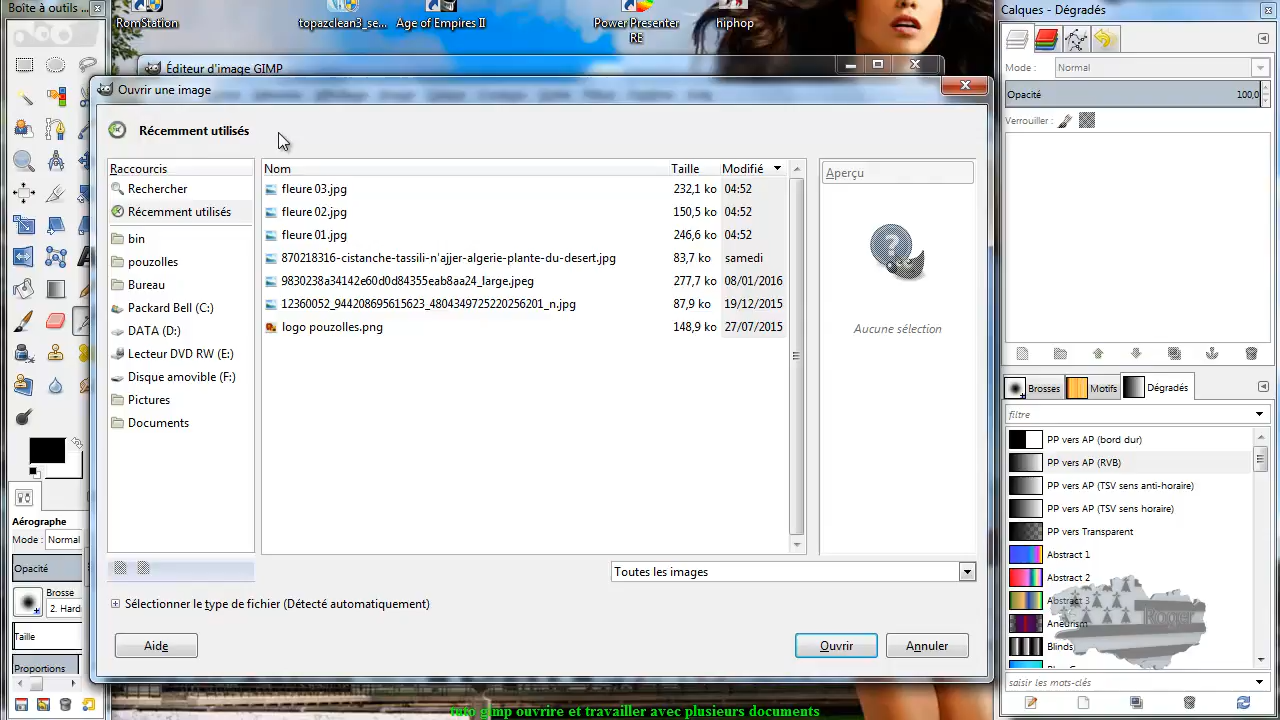 Boîte à outils ...
RomStation
topazclean3_se...
Age of Empires II
Power Presenter
RE
hiphop
Calques - Dégradés
Éditeur d'image GIMP
Ouvrir une image
Mode :
Normal
Opacité
100,0
Verrouiller :
Récemment utilisés
Raccourcis
Rechercher
Récemment utilisés
bin
pouzolles
Bureau
Packard Bell (C:)
DATA (D:)
Lecteur DVD RW (E:)
Disque amovible (F:)
Pictures
Documents
Nom Taille Modifié
fleure 03.jpg 232,1 ko 04:52
fleure 02.jpg 150,5 ko 04:52
fleure 01.jpg 246,6 ko 04:52
870218316-cistanche-tassili-n'ajjer-algerie-plante-du-desert.jpg 83,7 ko samedi
9830238a34142e60d0d84355eab8aa24_large.jpeg 277,7 ko 08/01/2016
12360052_944208695615623_4804349725220256201_n.jpg 87,9 ko 19/12/2015
logo pouzolles.png 148,9 ko 27/07/2015
Aperçu
Aucune sélection
Toutes les images
Sélectionner le type de fichier (Détecté automatiquement)
Aide
Ouvrir
Annuler
Aérographe
Mode : Normal
Opacité
Brosse
2. Hard
Taille
Proportions
Brosses
Motifs
Dégradés
filtre
PP vers AP (bord dur)
PP vers AP (RVB)
PP vers AP (TSV sens anti-horaire)
PP vers AP (TSV sens horaire)
PP vers Transparent
Abstract 1
Abstract 2
Abstract 3
Aneurism
Blinds
Roger
saisir les mots-clés
tuto gimp ouvrire et travailler avec plusieurs documents